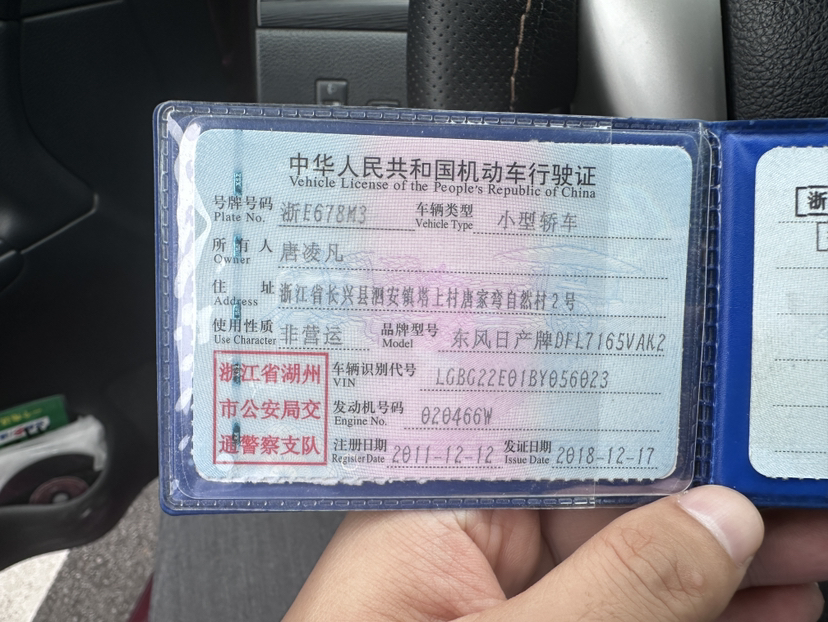 中华人民共和国机动车行驶证
Vehicle License of the People's Republic of China
号牌号码 Plate No. 浙E678M3 车辆类型 Vehicle Type 小型轿车
所有人 Owner 唐凌凡
住址 Address 浙江省长兴县泗安镇塔上村唐家弯自然村2号
使用性质 Use Character 非营运 品牌型号 Model 东风日产牌DFL7165VAK2
浙江省湖州市公安局交通警察支队
车辆识别代号 VIN LGBG22E01BY056023
发动机号码 Engine No. 020466W
注册日期 Register Date 2011-12-12 发证日期 Issue Date 2018-12-17
浙